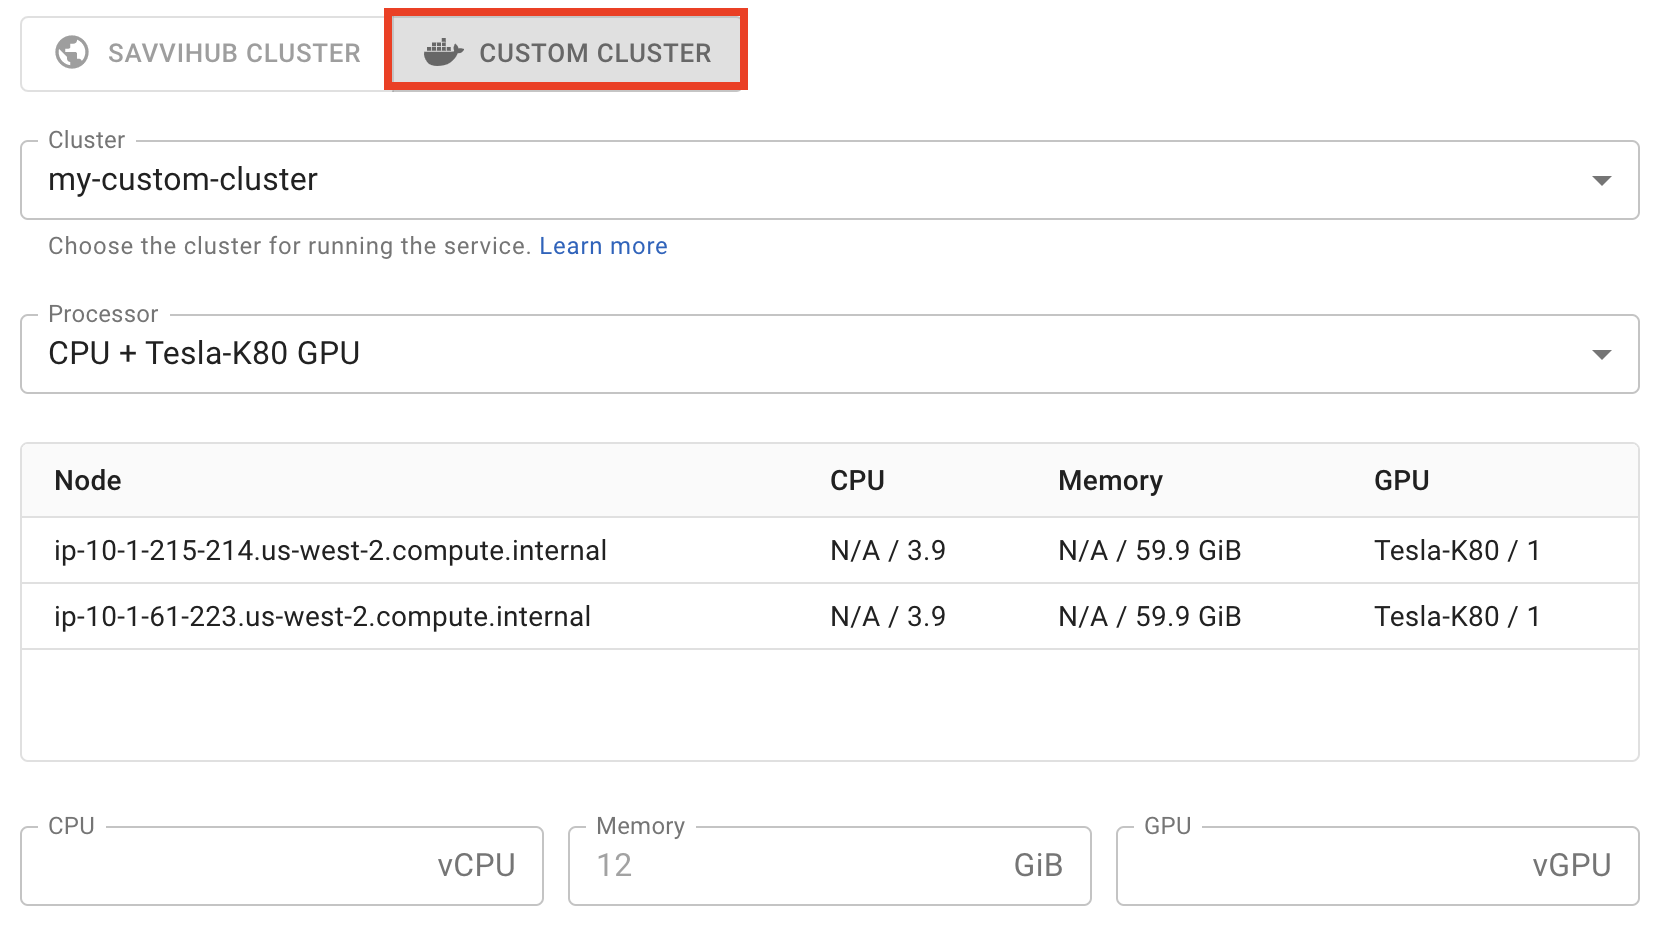 SAVVIHUB CLUSTER CUSTOM CLUSTER
Cluster
my-custom-cluster
Choose the cluster for running the service. Learn more
Processor
CPU + Tesla-K80 GPU
Node CPU Memory GPU
ip-10-1-215-214.us-west-2.compute.internal N/A / 3.9 N/A / 59.9 GiB Tesla-K80 / 1
ip-10-1-61-223.us-west-2.compute.internal N/A / 3.9 N/A / 59.9 GiB Tesla-K80 / 1
CPU Memory GPU
vCPU 12 GiB vGPU